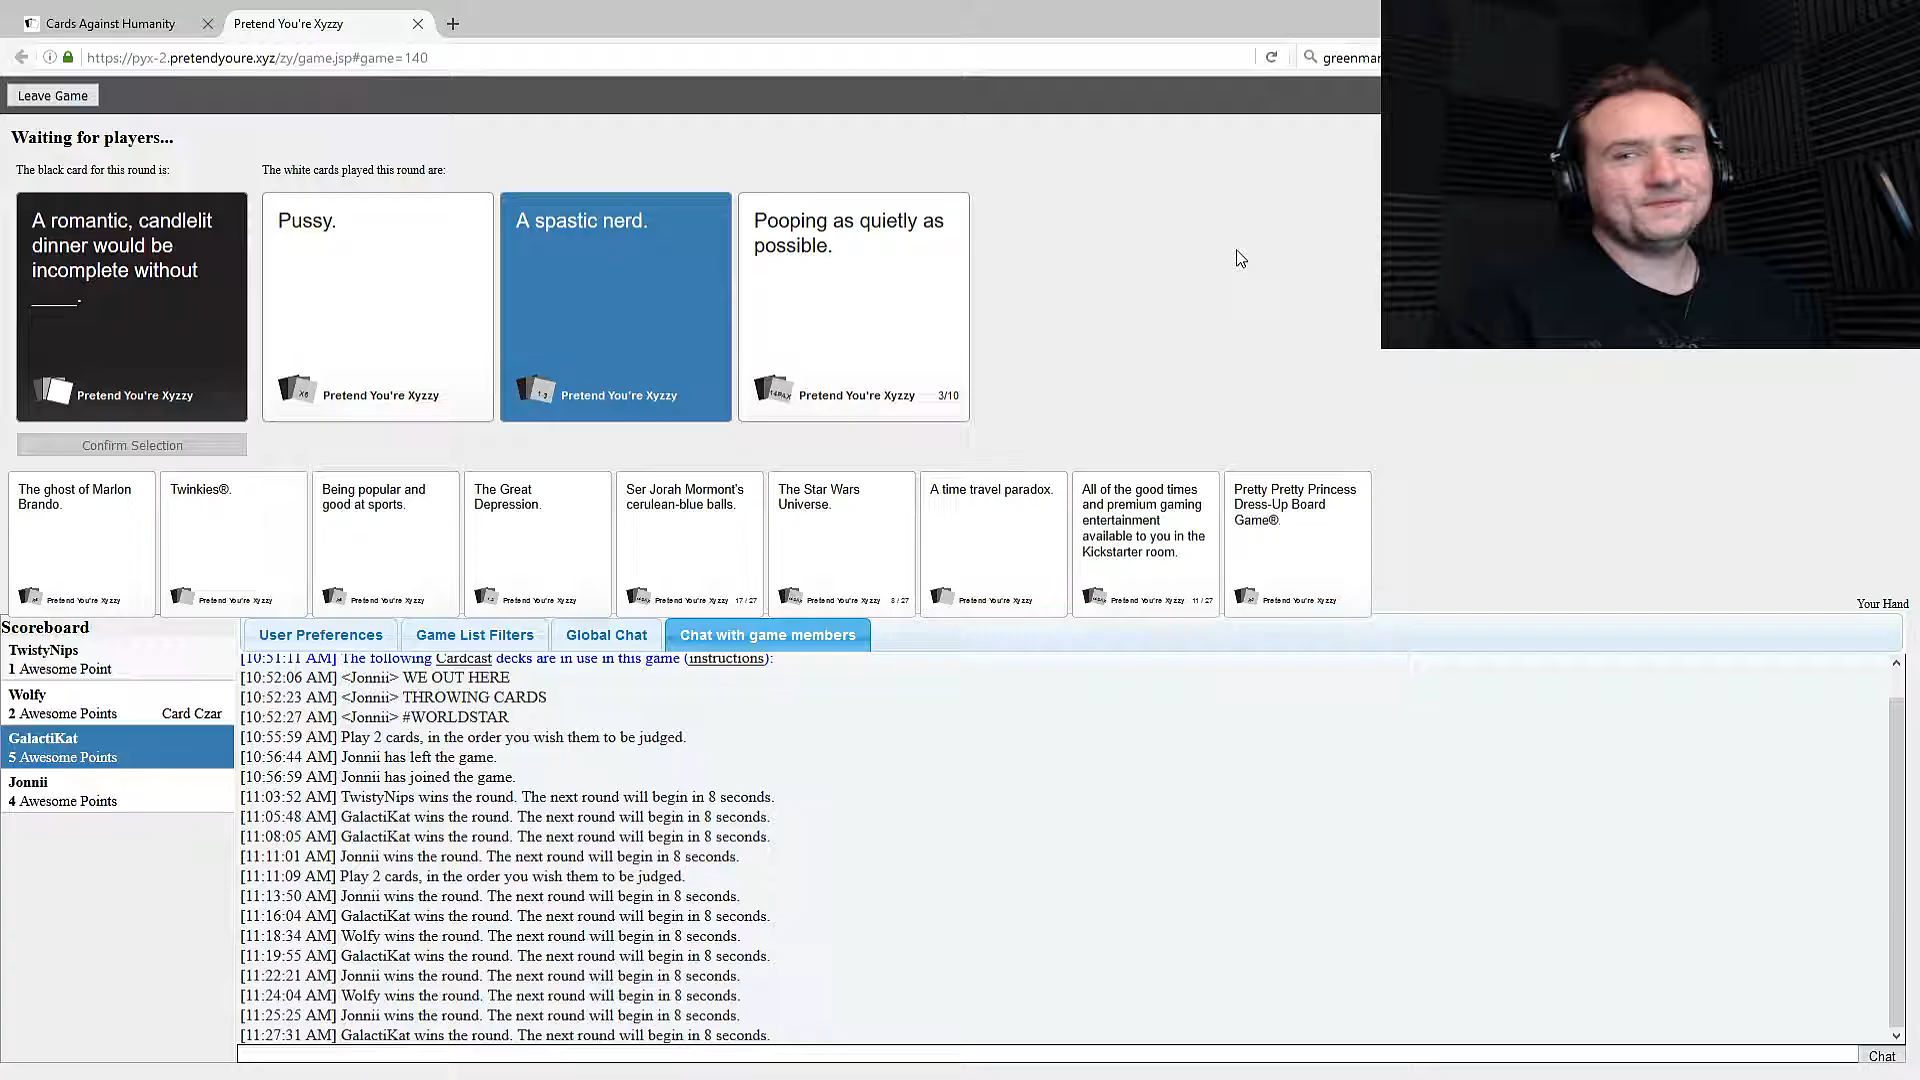 Cards Against Humanity
Pretend You're Xyzzy
https://pyx-2.pretendyoure.xyz/zy/game.jsp#game=140
greenmar
Leave Game
Waiting for players...
The black card for this round is:
The white cards played this round are:
A romantic, candlelit
dinner would be
incomplete without
____.
Pretend You're Xyzzy
Pussy.
X6
Pretend You're Xyzzy
A spastic nerd.
1.3
Pretend You're Xyzzy
Pooping as quietly as
possible.
14PAX
Pretend You're Xyzzy 3/10
Confirm Selection
The ghost of Marlon
Brando.
Pretend You're Xyzzy
Twinkies®.
Pretend You're Xyzzy
Being popular and
good at sports.
Pretend You're Xyzzy
The Great
Depression.
Pretend You're Xyzzy
Ser Jorah Mormont's
cerulean-blue balls.
Pretend You're Xyzzy 17 / 27
The Star Wars
Universe.
Pretend You're Xyzzy 8 / 27
A time travel paradox.
Pretend You're Xyzzy
All of the good times
and premium gaming
entertainment
available to you in the
Kickstarter room.
Pretend You're Xyzzy 11 / 27
Pretty Pretty Princess
Dress-Up Board
Game®.
Pretend You're Xyzzy
Your Hand
Scoreboard
TwistyNips
1 Awesome Point
Wolfy
2 Awesome Points Card Czar
GalactiKat
5 Awesome Points
Jonnii
4 Awesome Points
User Preferences
Game List Filters
Global Chat
Chat with game members
[10:51:11 AM] The following Cardcast decks are in use in this game (instructions):
[10:52:06 AM] <Jonnii> WE OUT HERE
[10:52:23 AM] <Jonnii> THROWING CARDS
[10:52:27 AM] <Jonnii> #WORLDSTAR
[10:55:59 AM] Play 2 cards, in the order you wish them to be judged.
[10:56:44 AM] Jonnii has left the game.
[10:56:59 AM] Jonnii has joined the game.
[11:03:52 AM] TwistyNips wins the round. The next round will begin in 8 seconds.
[11:05:48 AM] GalactiKat wins the round. The next round will begin in 8 seconds.
[11:08:05 AM] GalactiKat wins the round. The next round will begin in 8 seconds.
[11:11:01 AM] Jonnii wins the round. The next round will begin in 8 seconds.
[11:11:09 AM] Play 2 cards, in the order you wish them to be judged.
[11:13:50 AM] Jonnii wins the round. The next round will begin in 8 seconds.
[11:16:04 AM] GalactiKat wins the round. The next round will begin in 8 seconds.
[11:18:34 AM] Wolfy wins the round. The next round will begin in 8 seconds.
[11:19:55 AM] GalactiKat wins the round. The next round will begin in 8 seconds.
[11:22:21 AM] Jonnii wins the round. The next round will begin in 8 seconds.
[11:24:04 AM] Wolfy wins the round. The next round will begin in 8 seconds.
[11:25:25 AM] Jonnii wins the round. The next round will begin in 8 seconds.
[11:27:31 AM] GalactiKat wins the round. The next round will begin in 8 seconds.
Chat